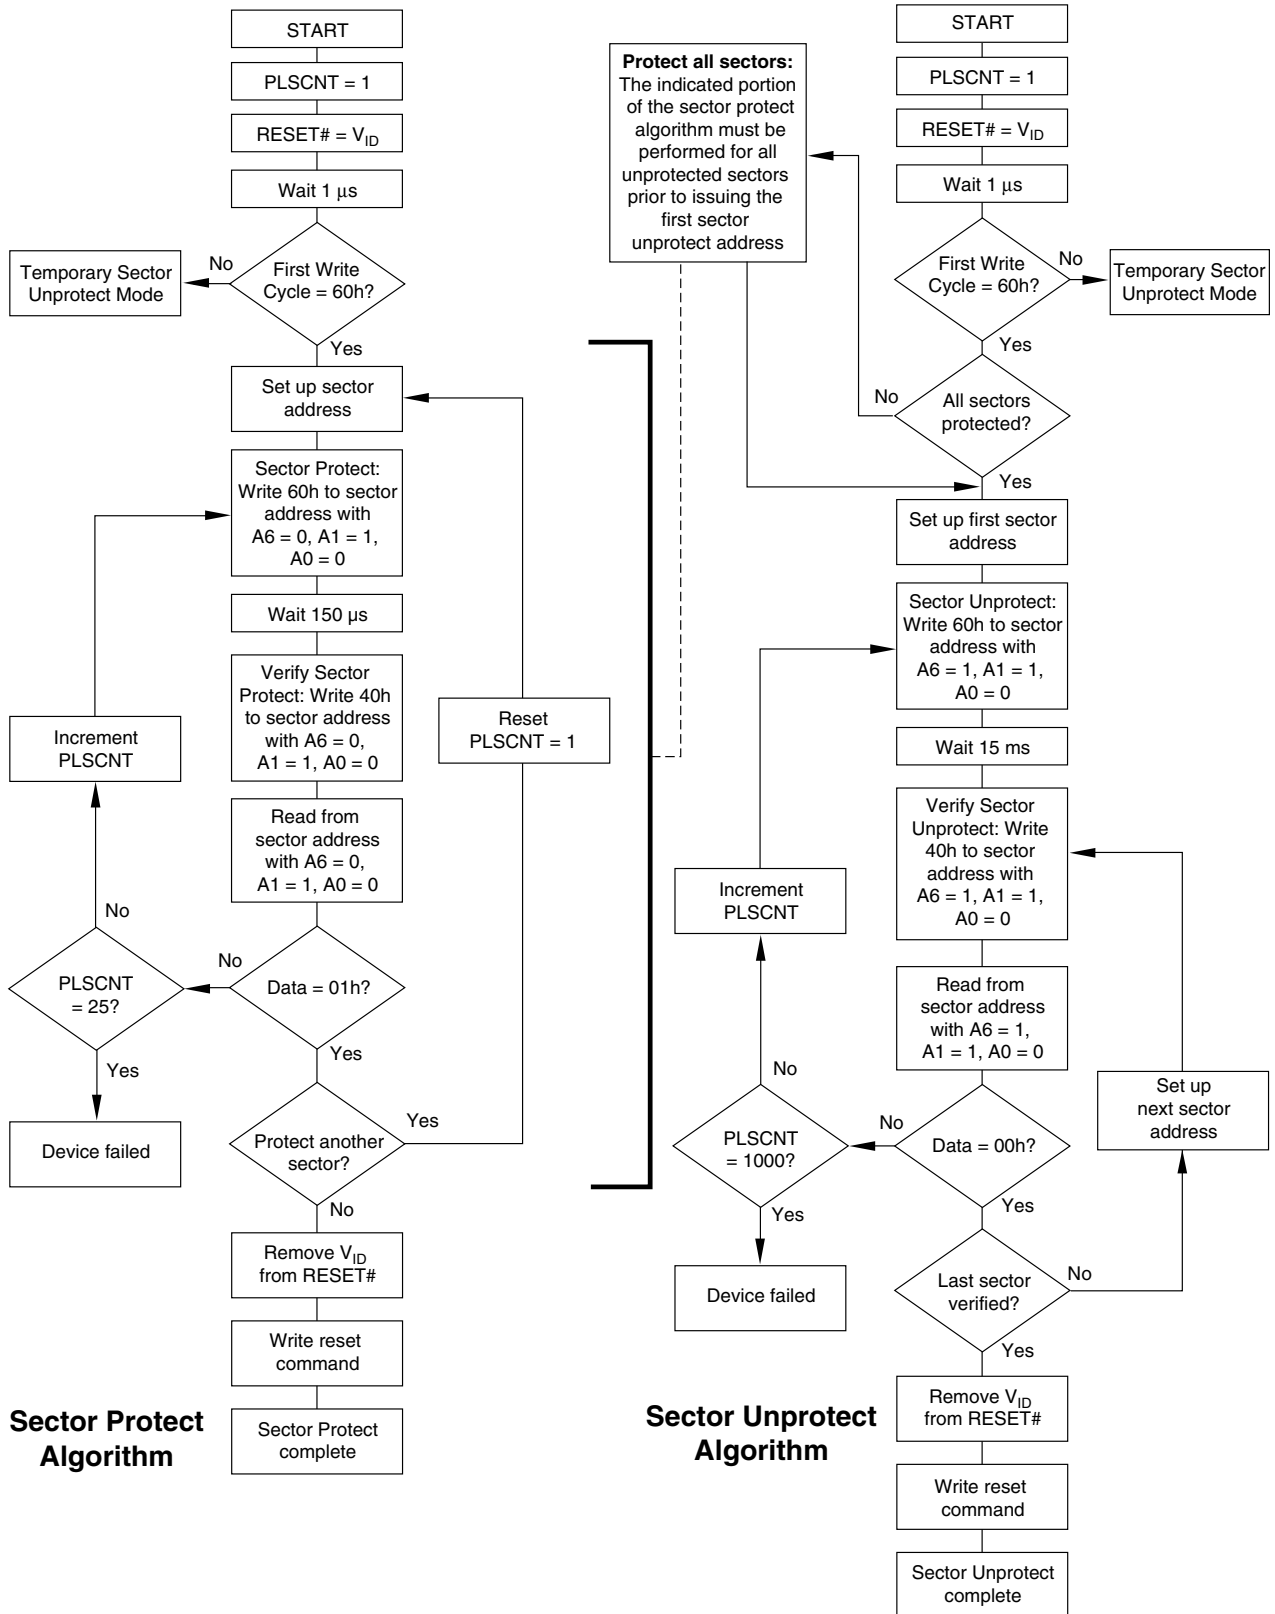 START
PLSCNT = 1
RESET# = VID
Wait 1 μs
First Write
Cycle = 60h?
No
Temporary Sector
Unprotect Mode
Yes
Set up sector
address
Sector Protect:
Write 60h to sector
address with
A6 = 0, A1 = 1,
A0 = 0
Wait 150 µs
Verify Sector
Protect: Write 40h
to sector address
with A6 = 0,
A1 = 1, A0 = 0
Increment
PLSCNT
Reset
PLSCNT = 1
Read from
sector address
with A6 = 0,
A1 = 1, A0 = 0
No
PLSCNT
= 25?
No
Data = 01h?
Yes
Yes
Device failed
Protect another
sector?
Yes
No
Remove VID
from RESET#
Write reset
command
Sector Protect
complete
Sector Protect
Algorithm
Protect all sectors:
The indicated portion
of the sector protect
algorithm must be
performed for all
unprotected sectors
prior to issuing the
first sector
unprotect address
START
PLSCNT = 1
RESET# = VID
Wait 1 μs
First Write
Cycle = 60h?
No
Temporary Sector
Unprotect Mode
Yes
No
All sectors
protected?
Yes
Set up first sector
address
Sector Unprotect:
Write 60h to sector
address with
A6 = 1, A1 = 1,
A0 = 0
Wait 15 ms
Verify Sector
Unprotect: Write
40h to sector
address with
A6 = 1, A1 = 1,
A0 = 0
Increment
PLSCNT
Read from
sector address
with A6 = 1,
A1 = 1, A0 = 0
No
Set up
next sector
address
PLSCNT
= 1000?
No
Data = 00h?
Yes
Yes
Device failed
Last sector
verified?
No
Yes
Remove VID
from RESET#
Write reset
command
Sector Unprotect
complete
Sector Unprotect
Algorithm